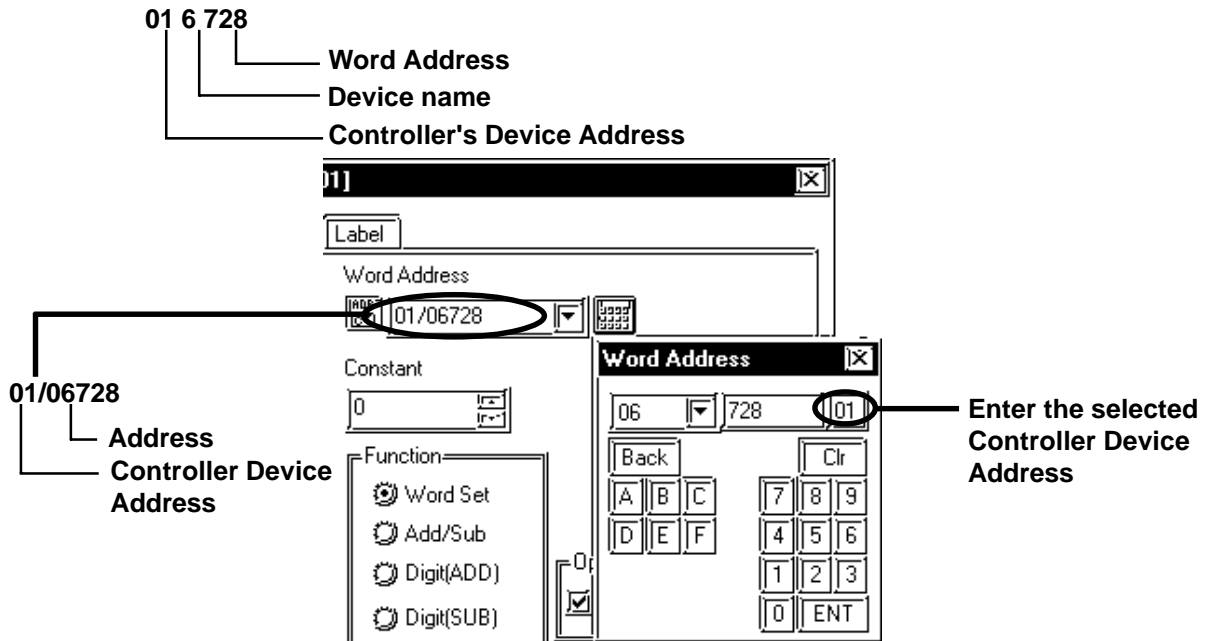 01 6 728
Word Address
Device name
Controller's Device Address
01]
Label
Word Address
01/06728
Constant
0
Function
Word Set
Add/Sub
Digit(ADD)
Digit(SUB)
Word Address
06 728 01
Back Clr
A B C 7 8 9
D E F 4 5 6
1 2 3
0 ENT
01/06728
Address
Controller Device
Address
Enter the selected
Controller Device
Address